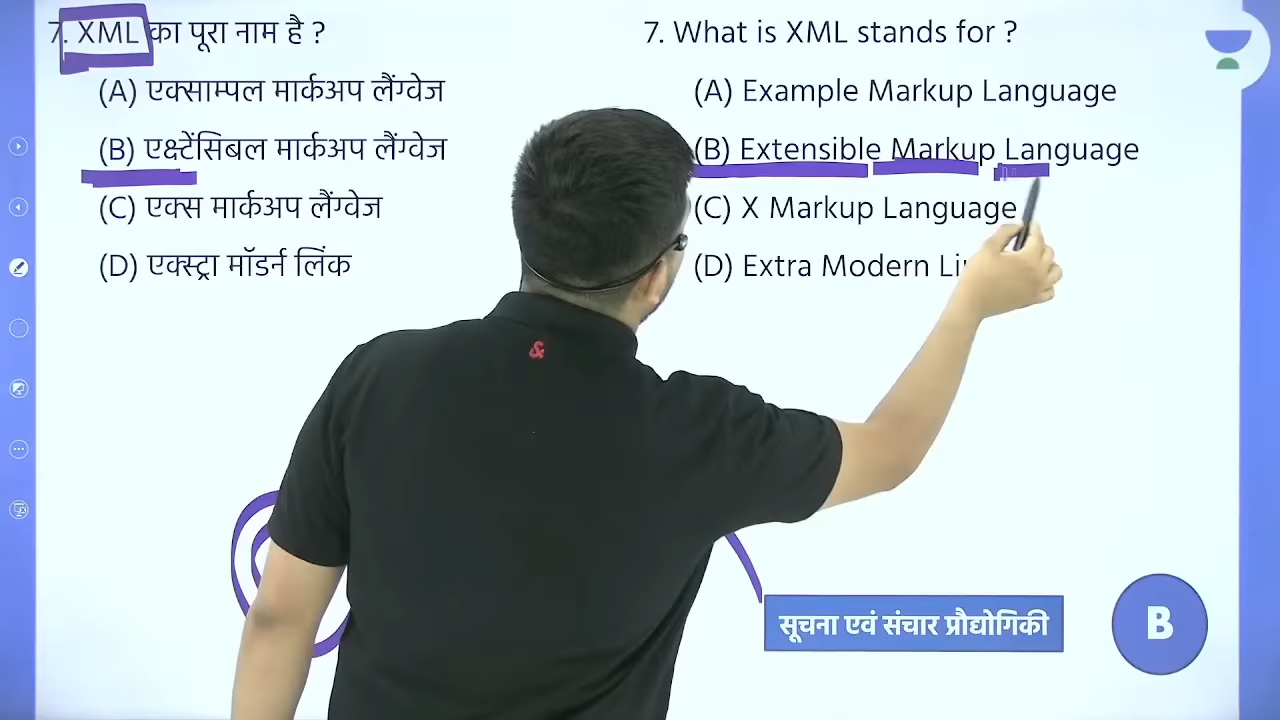 7. XML का पूरा नाम है ?
(A) एक्साम्पल मार्कअप लैंग्वेज
(B) एक्ष्टेंसिबल मार्कअप लैंग्वेज
(C) एक्स मार्कअप लैंग्वेज
(D) एक्स्ट्रा मॉडर्न लिंक
7. What is XML stands for ?
(A) Example Markup Language
(B) Extensible Markup Language
(C) X Markup Language
(D) Extra Modern
सूचना एवं संचार प्रौद्योगिकी
B
&